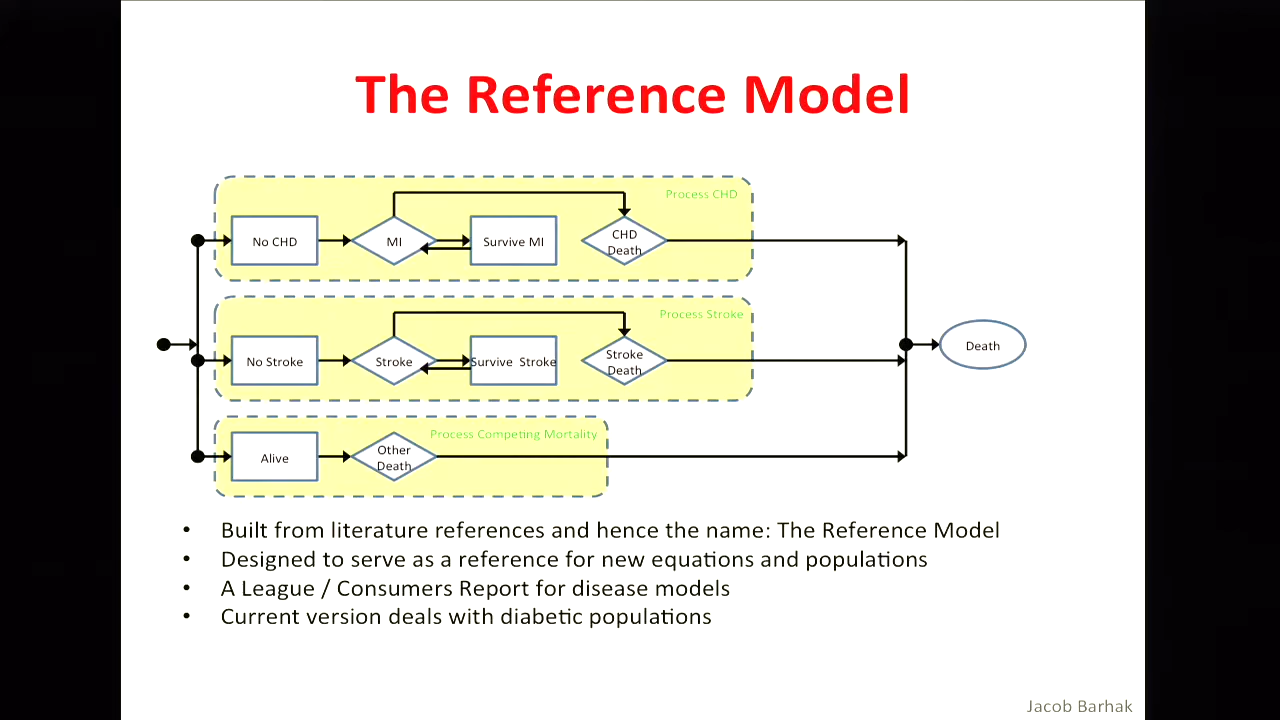 The Reference Model
Process CHD
No CHD
MI
Survive MI
CHD
Death
Process Stroke
No Stroke
Stroke
Survive Stroke
Stroke
Death
Death
Process Competing Mortality
Alive
Other
Death
• Built from literature references and hence the name: The Reference Model
• Designed to serve as a reference for new equations and populations
• A League / Consumers Report for disease models
• Current version deals with diabetic populations
Jacob Barhak